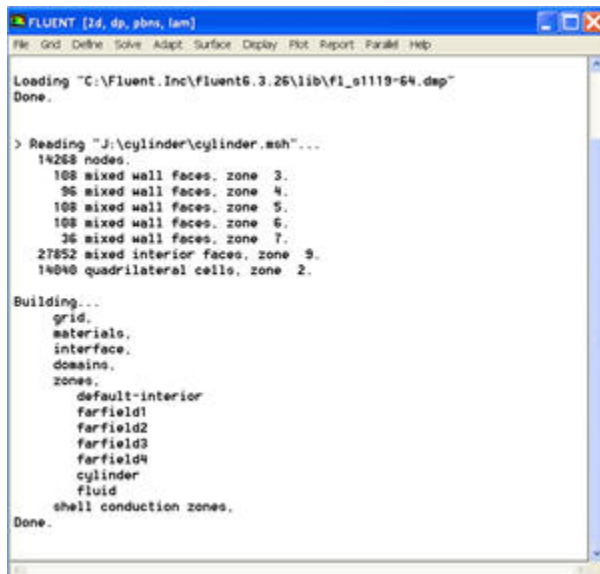 FLUENT [2d, dp, pbns, lam]
File Grid Define Solve Adapt Surface Display Plot Report Parallel Help
Loading "C:\Fluent.Inc\fluent6.3.26\lib\fl_s1119-64.dmp"
Done.
> Reading "J:\cylinder\cylinder.msh"...
14268 nodes.
108 mixed wall faces, zone 3.
96 mixed wall faces, zone 4.
108 mixed wall faces, zone 5.
108 mixed wall faces, zone 6.
36 mixed wall faces, zone 7.
27852 mixed interior faces, zone 9.
14040 quadrilateral cells, zone 2.
Building...
grid,
materials,
interface,
domains,
zones,
default-interior
farfield1
farfield2
farfield3
farfield4
cylinder
fluid
shell conduction zones,
Done.